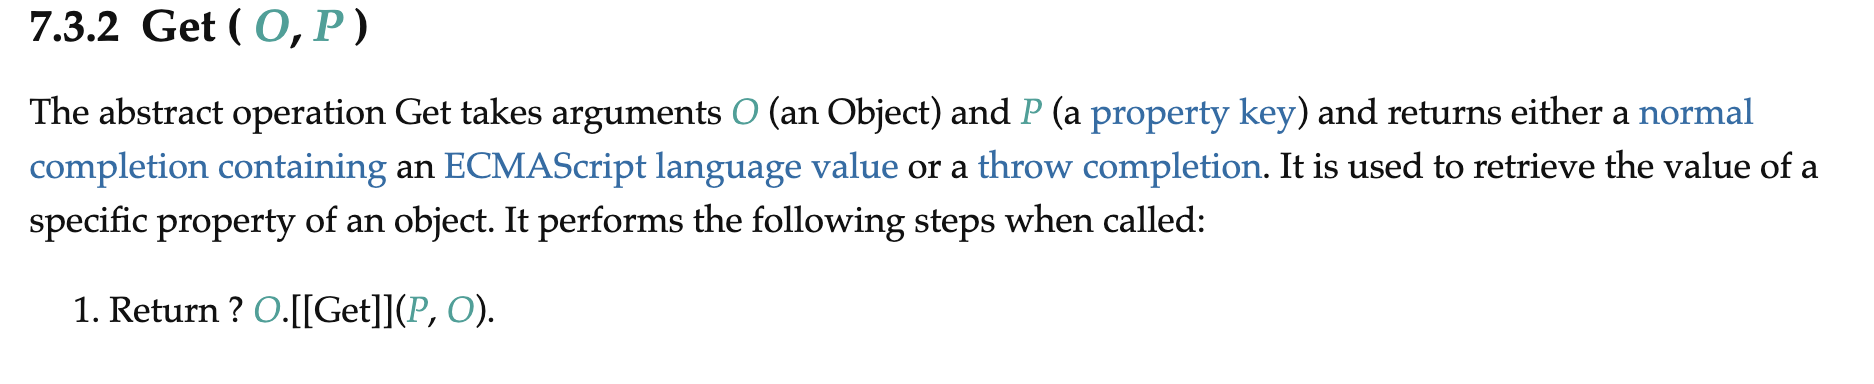 7.3.2 Get ( O, P )
The abstract operation Get takes arguments O (an Object) and P (a property key) and returns either a normal
completion containing an ECMAScript language value or a throw completion. It is used to retrieve the value of a
specific property of an object. It performs the following steps when called:
1. Return ? O.[[Get]](P, O).